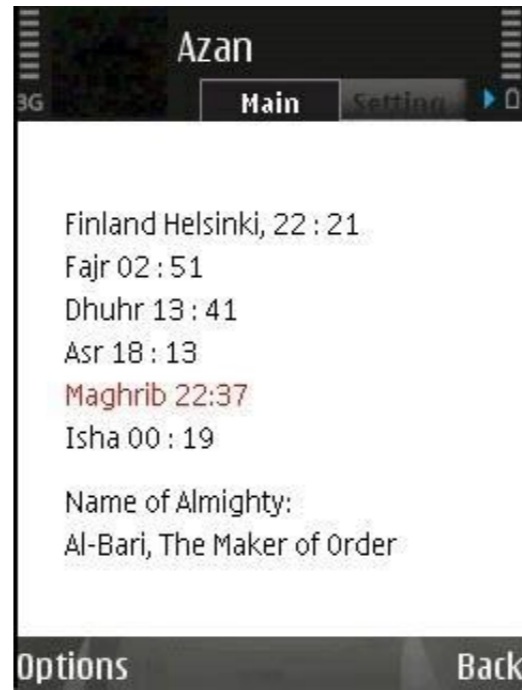 Azan
3G
Main Setting
Finland Helsinki, 22 : 21
Fajr 02 : 51
Dhuhr 13 : 41
Asr 18 : 13
Maghrib 22:37
Isha 00 : 19
Name of Almighty:
Al-Bari, The Maker of Order
Options Back